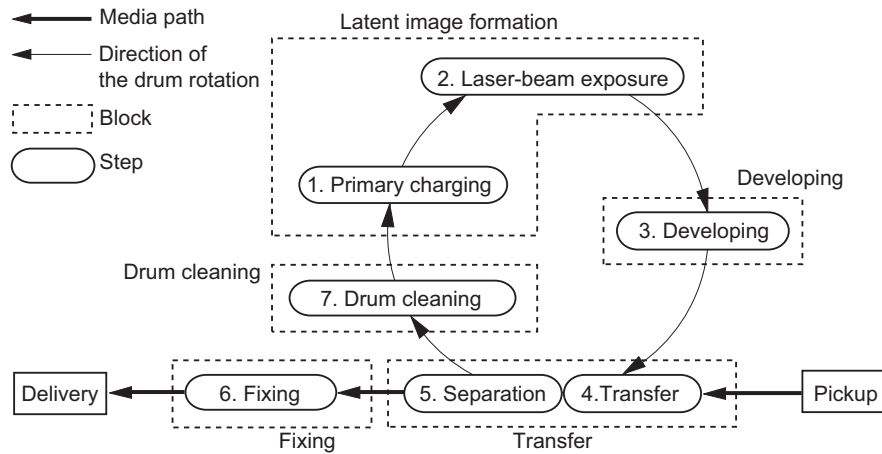 Media path
Direction of
the drum rotation
Block
Step
Latent image formation
2. Laser-beam exposure
1. Primary charging
Developing
3. Developing
Drum cleaning
7. Drum cleaning
Delivery
6. Fixing
5. Separation
4.Transfer
Pickup
Fixing
Transfer